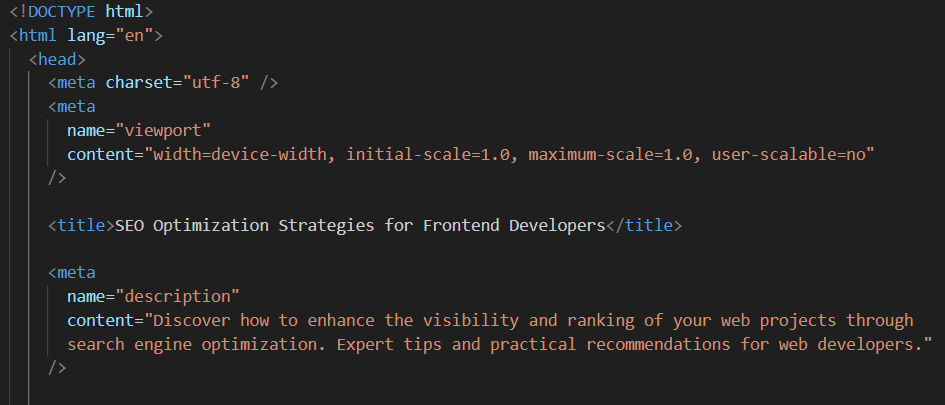 <!DOCTYPE html>
<html lang="en">
<head>
<meta charset="utf-8" />
<meta
name="viewport"
content="width=device-width, initial-scale=1.0, maximum-scale=1.0, user-scalable=no"
/>
<title>SEO Optimization Strategies for Frontend Developers</title>
<meta
name="description"
content="Discover how to enhance the visibility and ranking of your web projects through
search engine optimization. Expert tips and practical recommendations for web developers."
/>